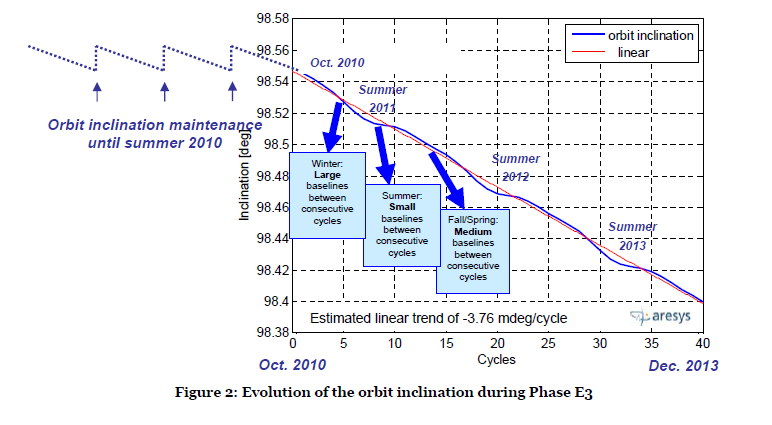 98.58
98.56
98.54
98.52
98.5
98.48
98.46
98.44
98.42
98.4
98.38
Inclination [deg]
orbit inclination
linear
Oct. 2010
Summer
2011
Summer
2012
Summer
2013
Orbit inclination maintenance
until summer 2010
Winter:
Large
baselines
between
consecutive
cycles
Summer:
Small
baselines
between
consecutive
cycles
Fall/Spring:
Medium
baselines
between
consecutive
cycles
Estimated linear trend of -3.76 mdeg/cycle
aresys
0 5 10 15 20 25 30 35 40
Cycles
Oct. 2010
Dec. 2013
Figure 2: Evolution of the orbit inclination during Phase E3